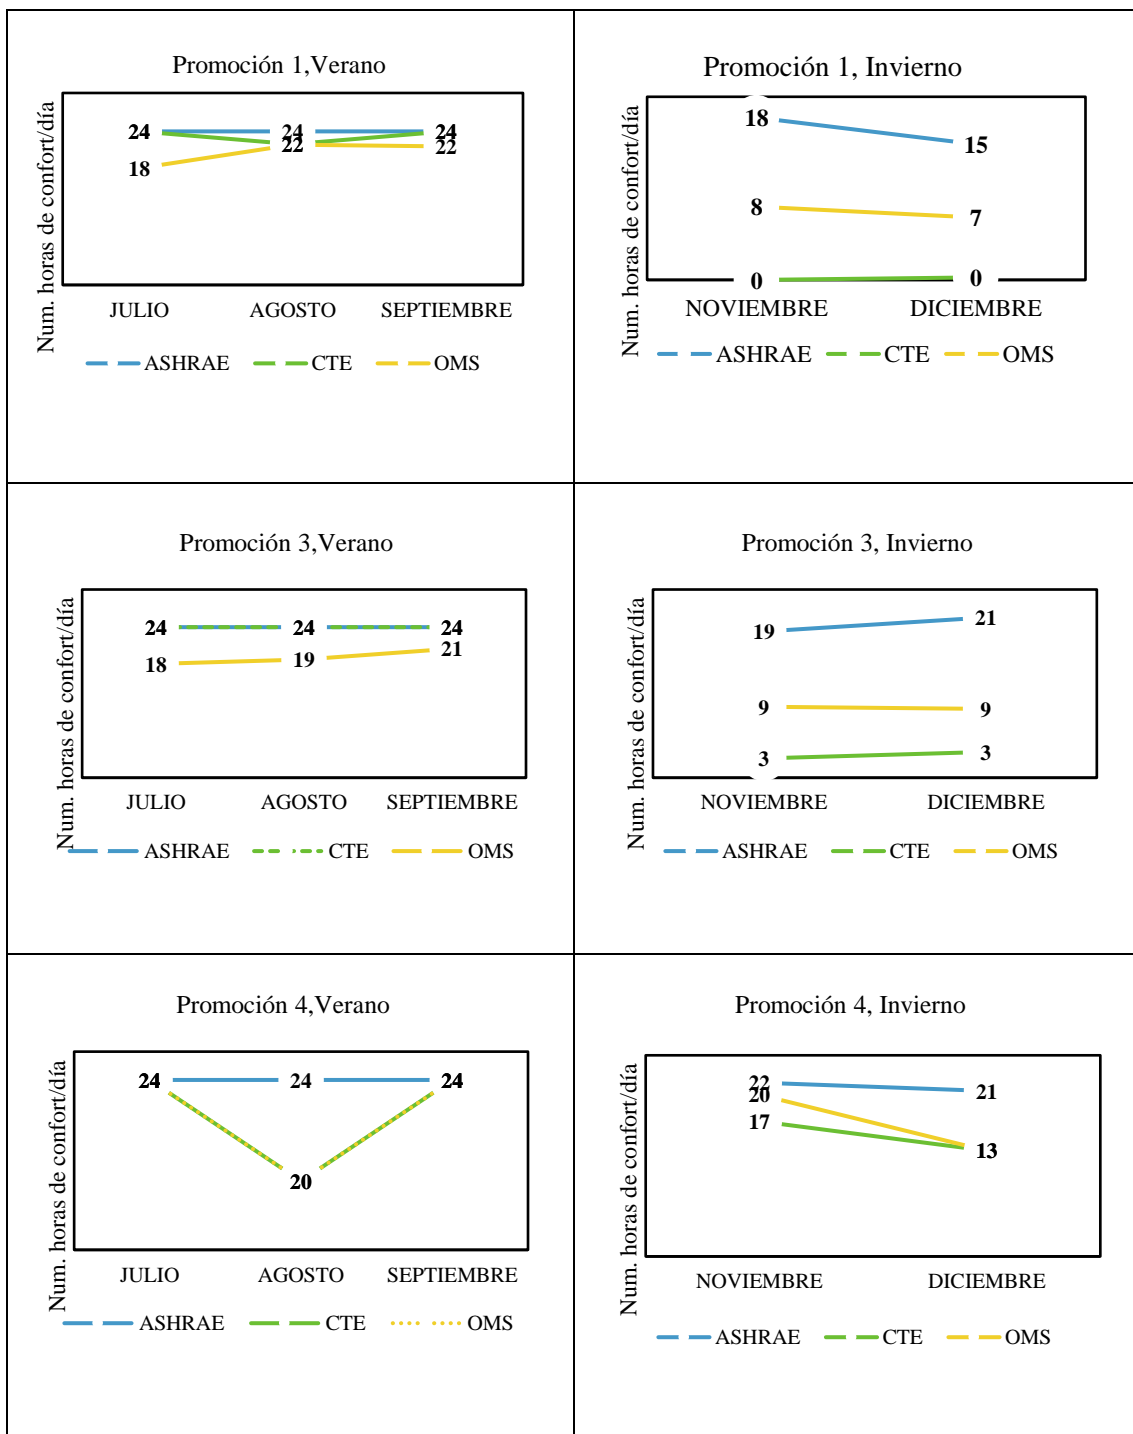 Promoción 1,Verano
Num. horas de confort/día
24 24 24
22 22
18
JULIO AGOSTO SEPTIEMBRE
ASHRAE CTE OMS
Promoción 1, Invierno
Num. horas de confort/día
18
15
8
7
0 0
NOVIEMBRE DICIEMBRE
ASHRAE CTE OMS
Promoción 3,Verano
Num. horas de confort/día
24 24 24
18 19 21
JULIO AGOSTO SEPTIEMBRE
ASHRAE CTE OMS
Promoción 3, Invierno
Num. horas de confort/día
19 21
9 9
3 3
NOVIEMBRE DICIEMBRE
ASHRAE CTE OMS
Promoción 4,Verano
Num. horas de confort/día
24 24 24
20
JULIO AGOSTO SEPTIEMBRE
ASHRAE CTE OMS
Promoción 4, Invierno
Num. horas de confort/día
22 21
20
17
13
NOVIEMBRE DICIEMBRE
ASHRAE CTE OMS